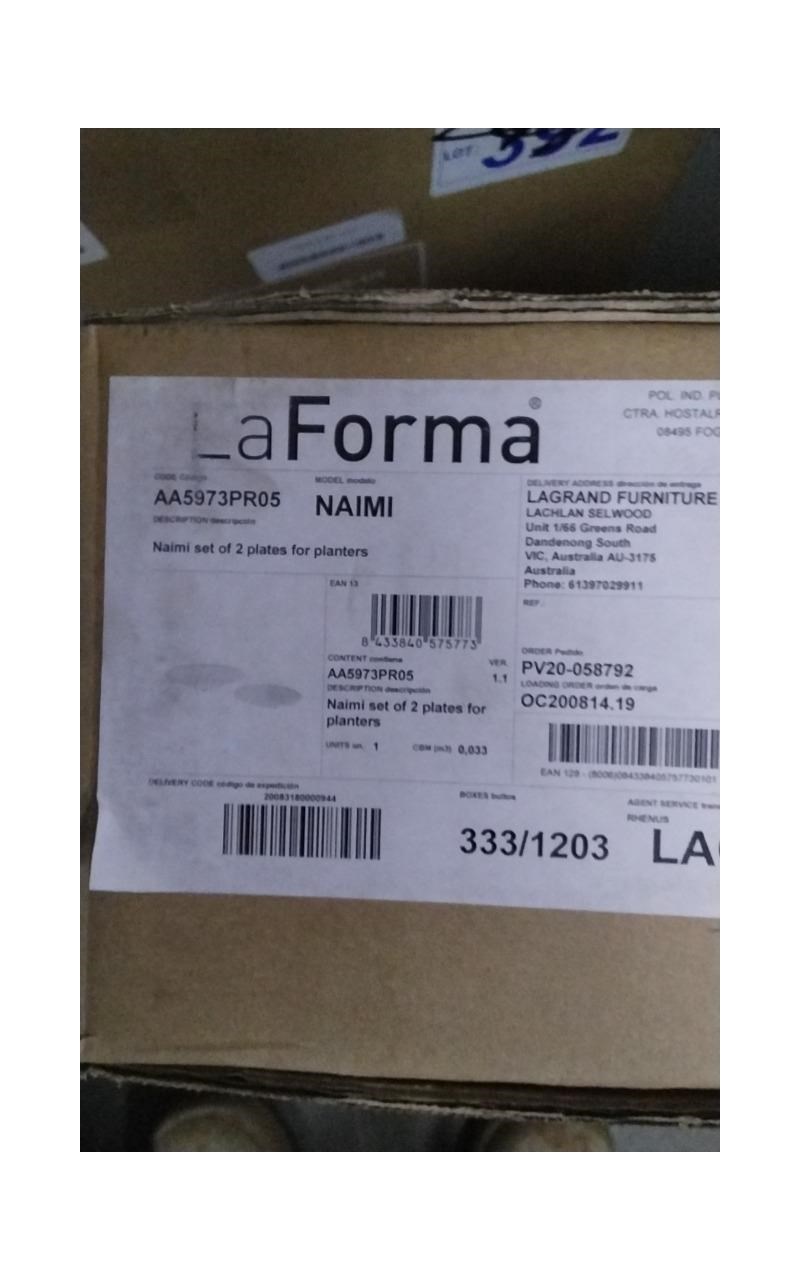 LOT: 392
LaForma®
POL. IND.
CTRA. HOSTALR
08495 FOG
CODE Código
AA5973PR05
MODEL modelo
NAIMI
DESCRIPTION descripción
Naimi set of 2 plates for planters
DELIVERY ADDRESS dirección de entrega
LAGRAND FURNITURE
LACHLAN SELWOOD
Unit 1/66 Greens Road
Dandenong South
VIC, Australia AU-3175
Australia
Phone: 61397029911
EAN 13
8 433840 575773
REF.:
CONTENT contiene
AA5973PR05
VER.
1.1
DESCRIPTION descripción
Naimi set of 2 plates for
planters
UNITS un. 1 CBM (m3) 0,033
ORDER Pedido
PV20-058792
LOADING ORDER orden de carga
OC200814.19
EAN 128 - (8006)084338405757730101
DELIVERY CODE código de expedición
20083180000944
BOXES bultos
333/1203
AGENT SERVICE
RHENUS
LA